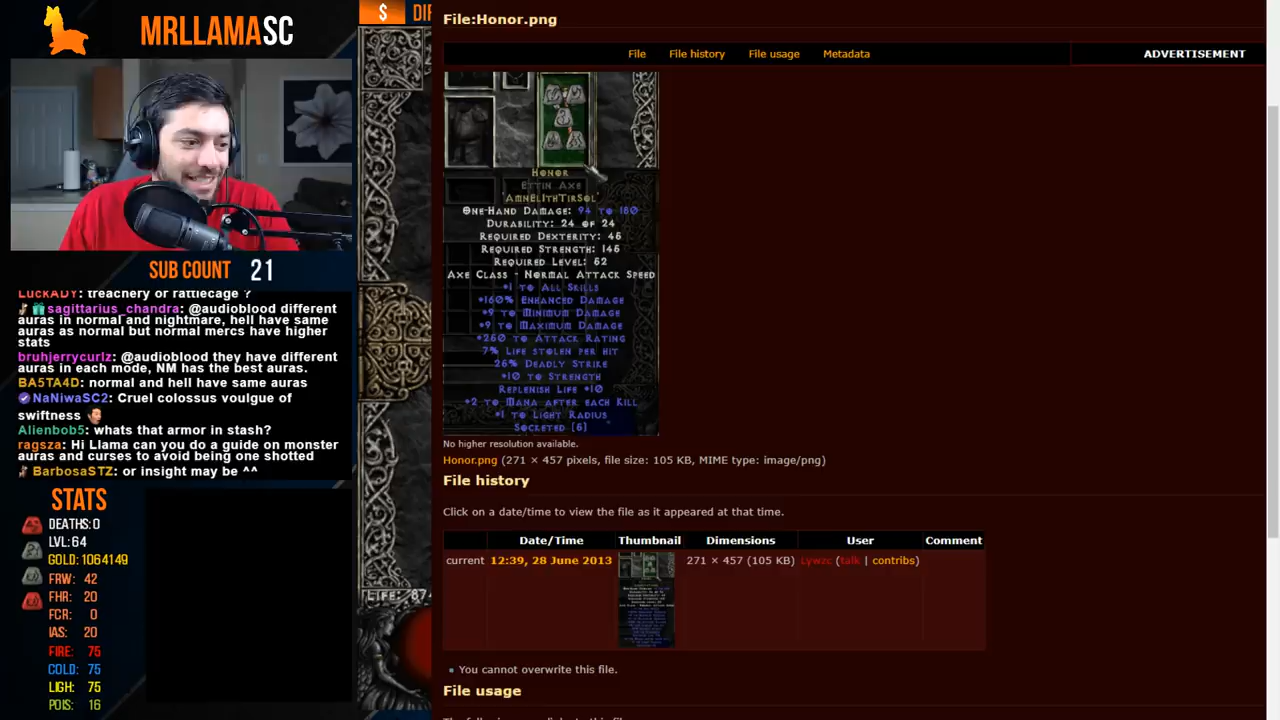 $
DI
MRLLAMASC
SUB COUNT 21
LUCKADY: treachery or rattlecage ?
sagittarius_chandra: @audioblood different
auras in normal and nightmare, hell have same
auras as normal but normal mercs have higher
stats
bruhjerrycurlz: @audioblood they have different
auras in each mode, NM has the best auras.
BA5TA4D: normal and hell have same auras
NaNiwaSC2: Cruel colossus voulgue of
swiftness
Alienbob5: whats that armor in stash?
ragsza: Hi Llama can you do a guide on monster
auras and curses to avoid being one shotted
BarbosaSTZ: or insight may be ^^
STATS
DEATHS:0
LVL:64
GOLD:1064149
FRW: 42
FHR: 20
FCR: 0
IAS: 20
FIRE: 75
COLD: 75
LIGH: 75
POIS: 16
LIFE: 87
File:Honor.png
File File history File usage Metadata
ADVERTISEMENT
HONOR
ETTIN AXE
'AMNELITHTIRSOL'
ONE-HAND DAMAGE: 94 TO 180
DURABILITY: 24 OF 24
REQUIRED DEXTERITY: 45
REQUIRED STRENGTH: 145
REQUIRED LEVEL: 52
AXE CLASS - NORMAL ATTACK SPEED
+1 TO ALL SKILLS
+160% ENHANCED DAMAGE
+9 TO MINIMUM DAMAGE
+9 TO MAXIMUM DAMAGE
+250 TO ATTACK RATING
7% LIFE STOLEN PER HIT
25% DEADLY STRIKE
+10 TO STRENGTH
REPLENISH LIFE +10
+2 TO MANA AFTER EACH KILL
+1 TO LIGHT RADIUS
SOCKETED (5)
No higher resolution available.
Honor.png (271 × 457 pixels, file size: 105 KB, MIME type: image/png)
File history
Click on a date/time to view the file as it appeared at that time.
Date/Time Thumbnail Dimensions User Comment
current 12:39, 28 June 2013 271 × 457 (105 KB) Lywzc (talk | contribs)
You cannot overwrite this file.
File usage